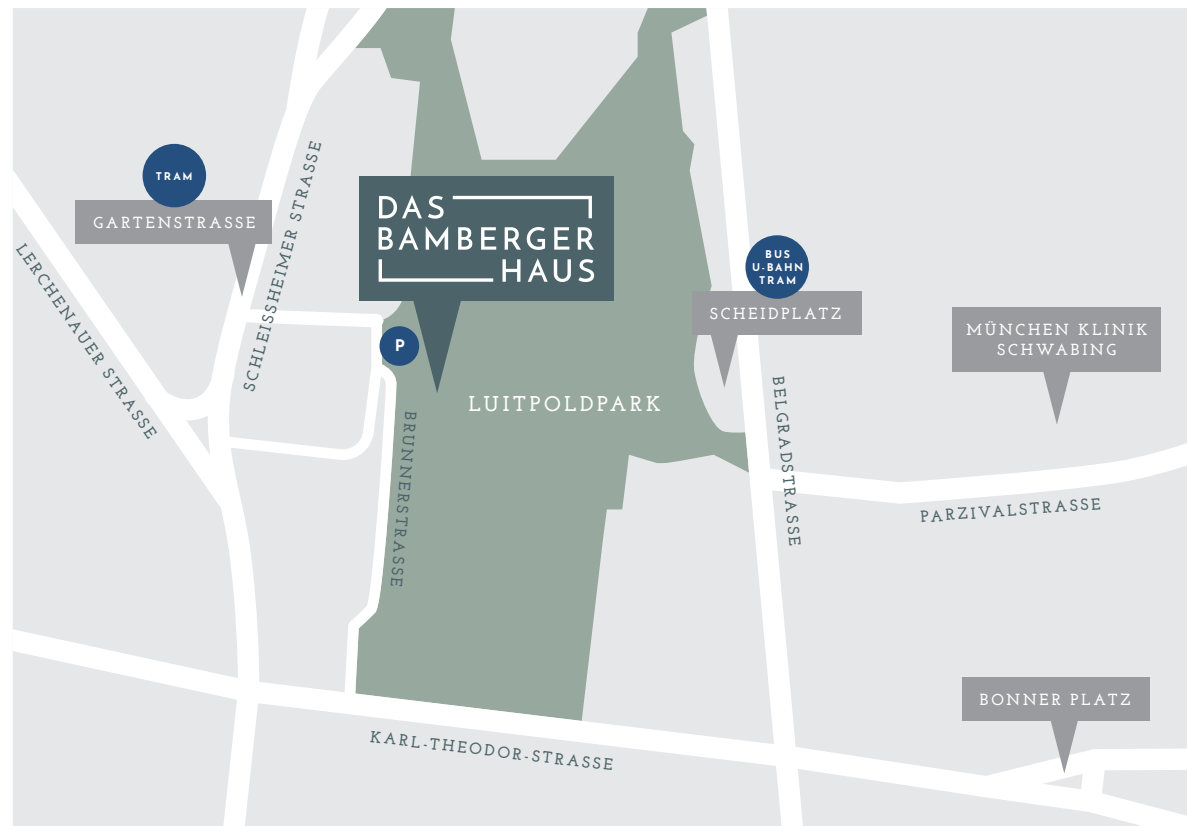 TRAM
GARTENSTRASSE
LERCHENAUER STRASSE
SCHLEISSHEIMER STRASSE
DAS
BAMBERGER
HAUS
P
BUS
U-BAHN
TRAM
SCHEIDPLATZ
MÜNCHEN KLINIK
SCHWABING
LUITPOLDPARK
BRUNNERSTRASSE
BELGRADSTRASSE
PARZIVALSTRASSE
BONNER PLATZ
KARL-THEODOR-STRASSE